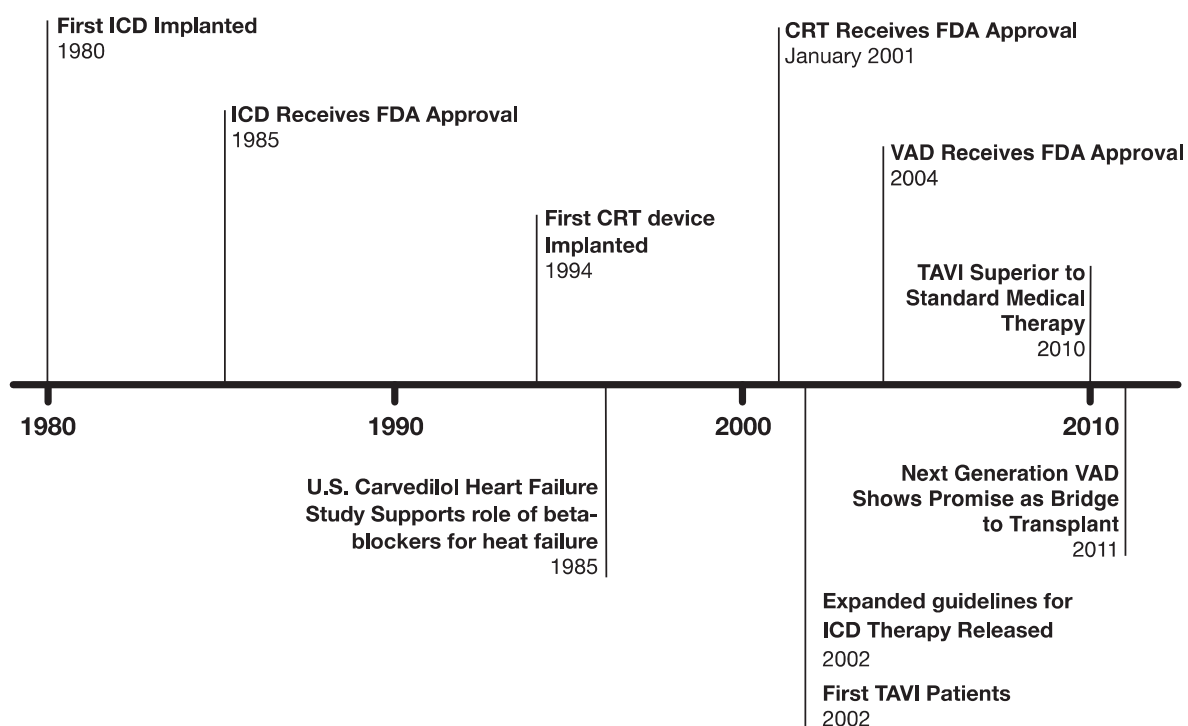 First ICD Implanted
1980
ICD Receives FDA Approval
1985
First CRT device
Implanted
1994
CRT Receives FDA Approval
January 2001
VAD Receives FDA Approval
2004
TAVI Superior to
Standard Medical
Therapy
2010
1980
1990
2000
2010
U.S. Carvedilol Heart Failure
Study Supports role of beta-
blockers for heat failure
1985
Expanded guidelines for
ICD Therapy Released
2002
First TAVI Patients
2002
Next Generation VAD
Shows Promise as Bridge
to Transplant
2011